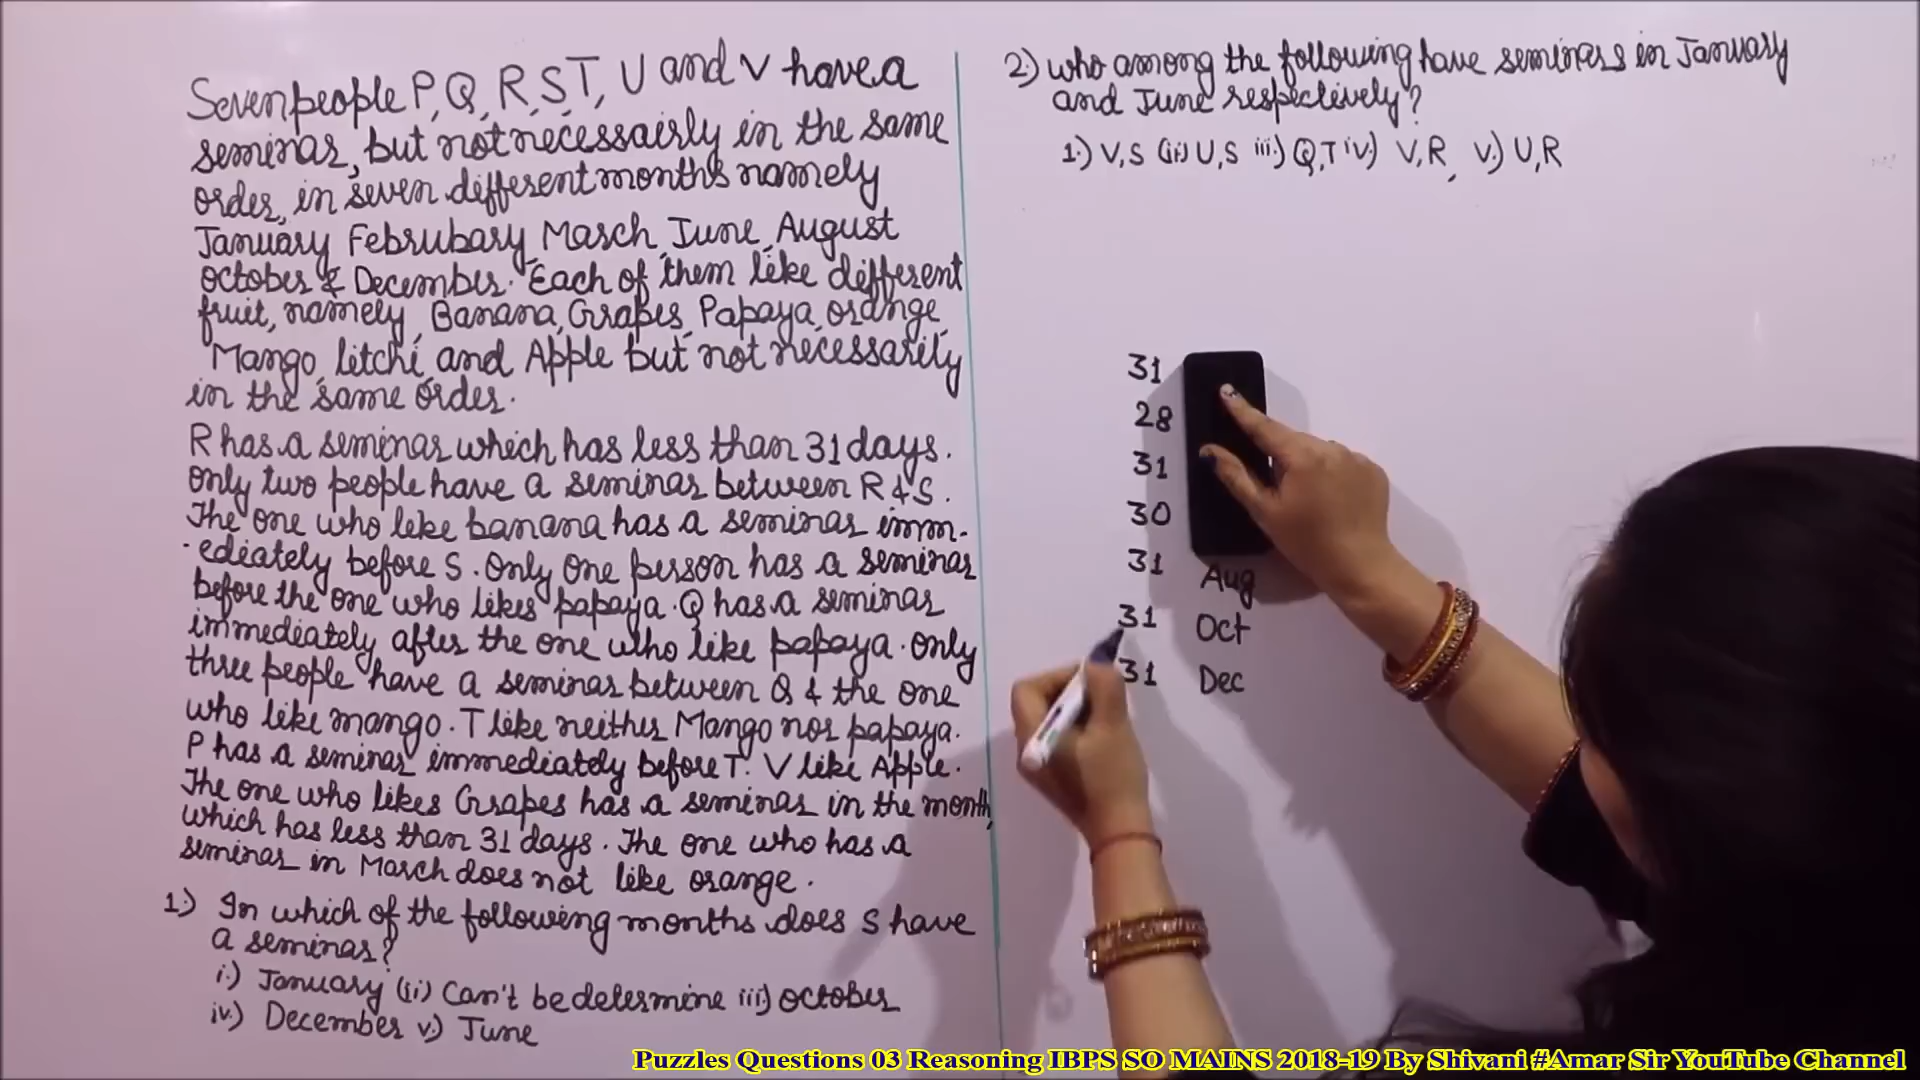 Seven people P, Q, R, S, T, U and V have a
seminar, but not necessairly in the same
order, in seven different months namely
January Februbary, March, June, August
October & December. Each of them like different
fruit, namely, Banana, Grapes, Papaya, orange,
Mango, litchi and Apple but not necessarily
in the same order.
R has a seminar which has less than 31 days.
only two people have a seminar between R & S.
The one who like banana has a seminar imm-
ediately before S. Only one person has a seminar
before the one who likes papaya. Q has a seminar
immediately after the one who like papaya. only
three people have a seminar between Q & the one
who like mango. T like neither Mango nor papaya.
P has a seminar immediately before T. V like Apple.
The one who likes Grapes has a seminar in the month,
which has less than 31 days. The one who has a
seminar in March does not like orange.
1.) In which of the following months does S have
a seminar?
i.) January (ii) Can't be determine iii) October
iv.) December v.) June
2.) who among the following have seminars in January
and June respectively?
1.) V,S (ii) U,S iii.) Q,T iv.) V,R, v.) U,R
31
28
31
30
31 Aug
31 Oct
31 Dec
Puzzles Questions 03 Reasoning IBPS SO MAINS 2018-19 By Shivani #Amar Sir YouTube Channel